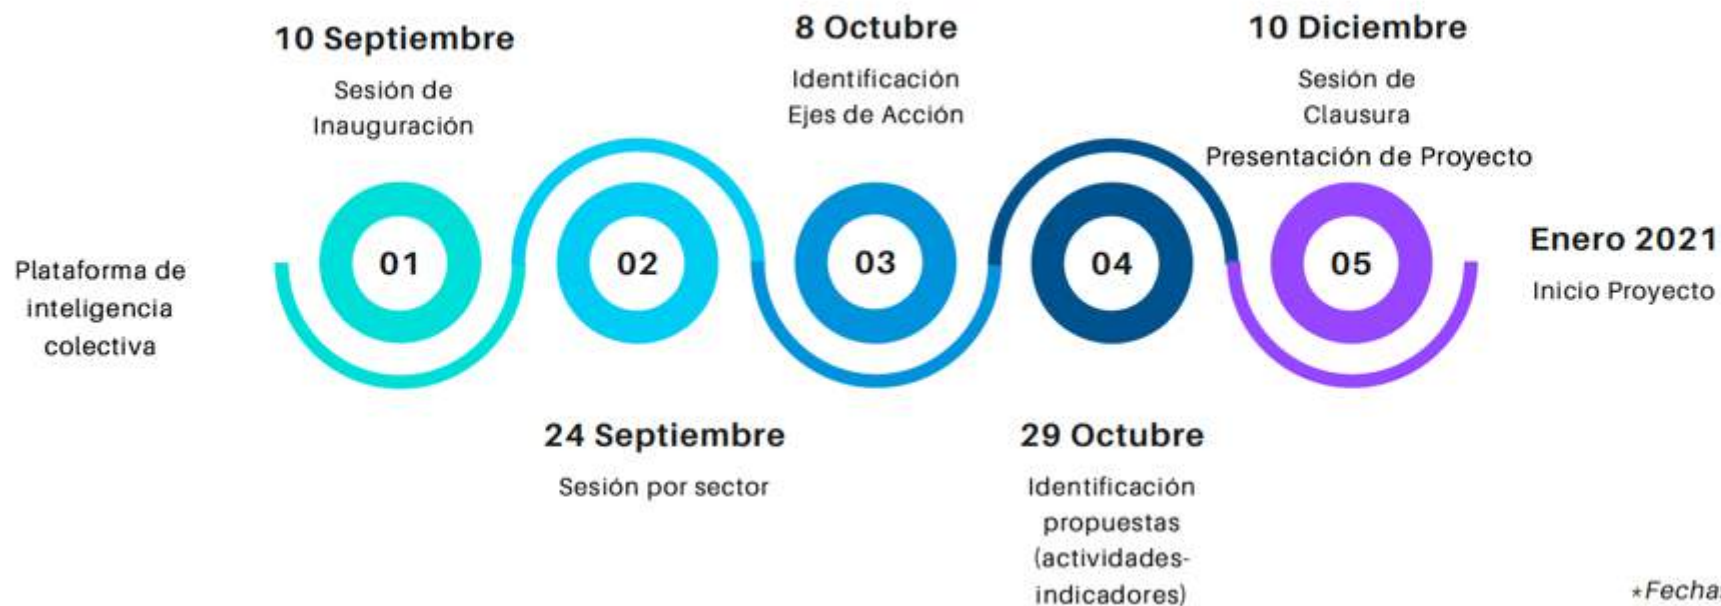 Plataforma de
inteligencia
colectiva
10 Septiembre
Sesión de
Inauguración
01
02
24 Septiembre
Sesión por sector
8 Octubre
Identificación
Ejes de Acción
03
04
29 Octubre
Identificación
propuestas
(actividades-
indicadores)
10 Diciembre
Sesión de
Clausura
Presentación de Proyecto
05
Enero 2021
Inicio Proyecto